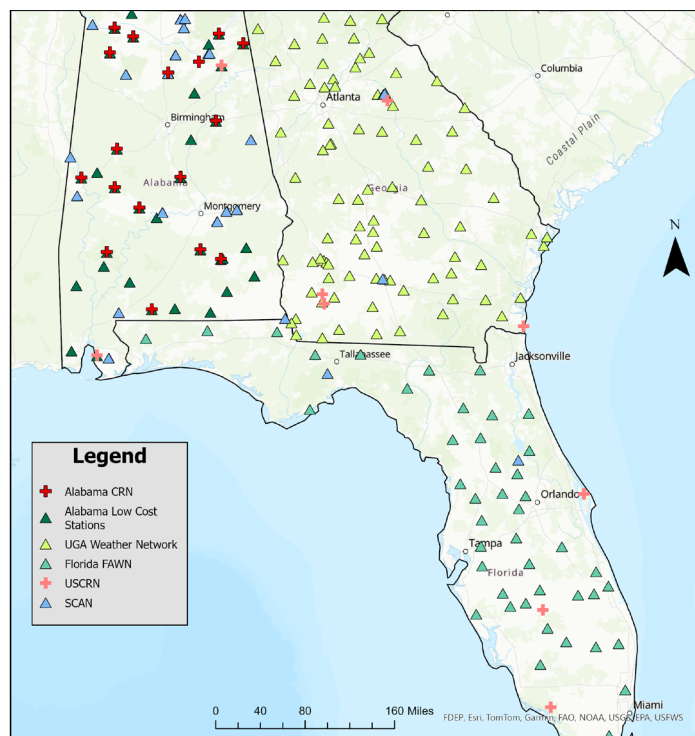 Columbia
Atlanta
Coastal Plain
Birmingham
Alabama
Georgia
Montgomery
N
Tallahassee
Jacksonville
Legend
Alabama CRN
Alabama Low Cost
Stations
UGA Weather Network
Florida FAWN
USCRN
SCAN
Orlando
Tampa
Florida
Miami
0 40 80 160 Miles
FDEP, Esri, TomTom, Garmin, FAO, NOAA, USGS, EPA, USFWS